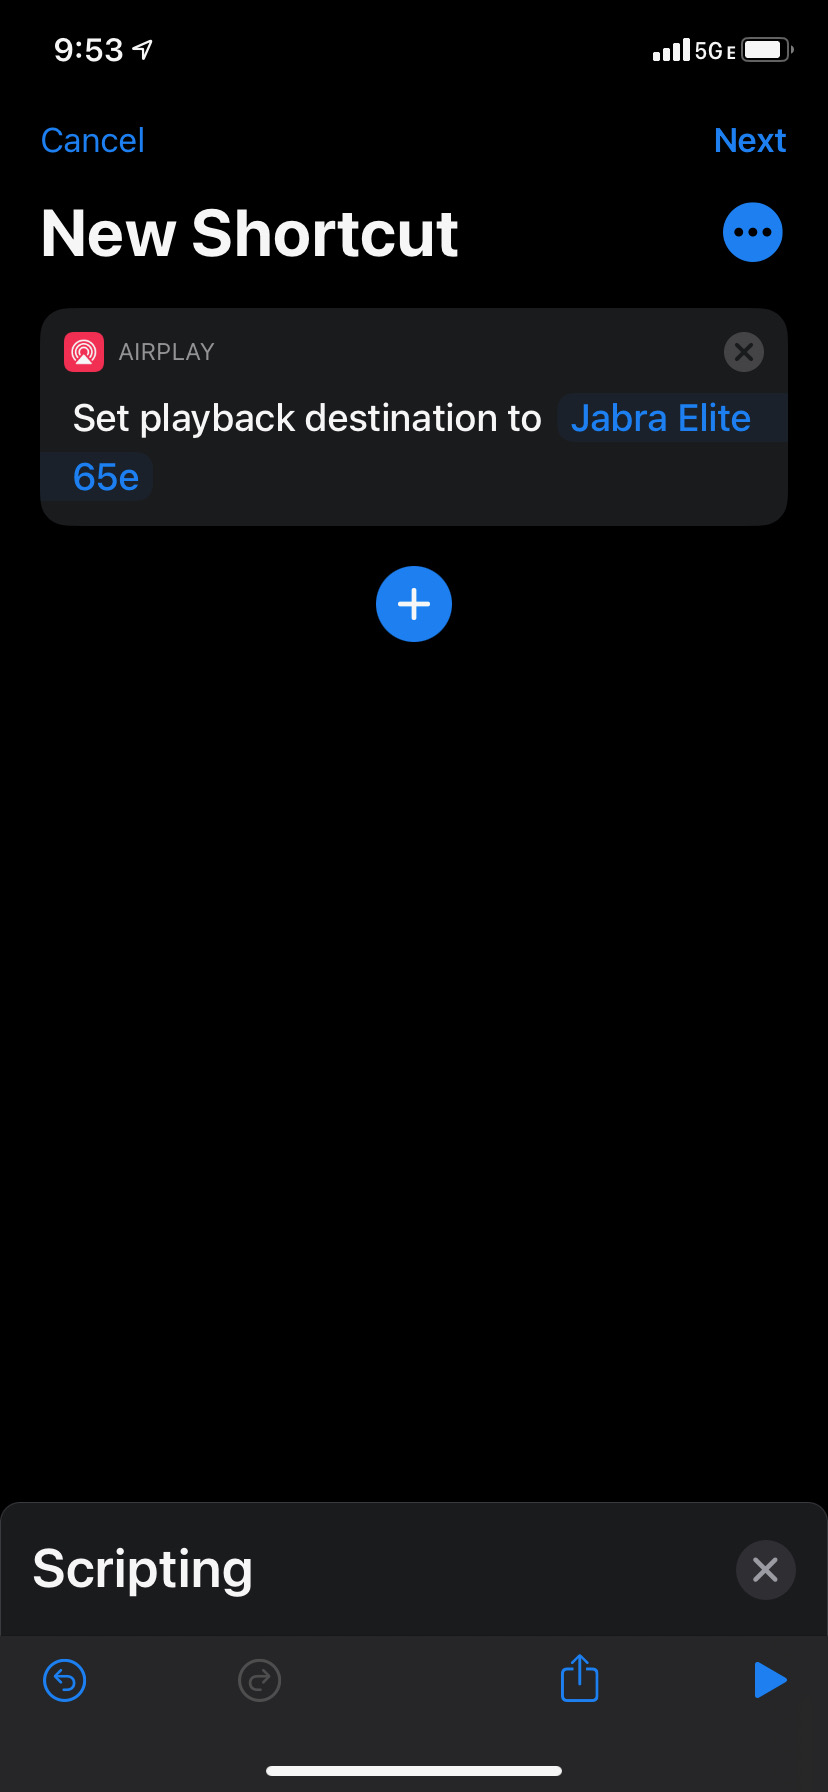 9:53 5G E
Cancel Next
New Shortcut
AIRPLAY
Set playback destination to Jabra Elite
65e
Scripting